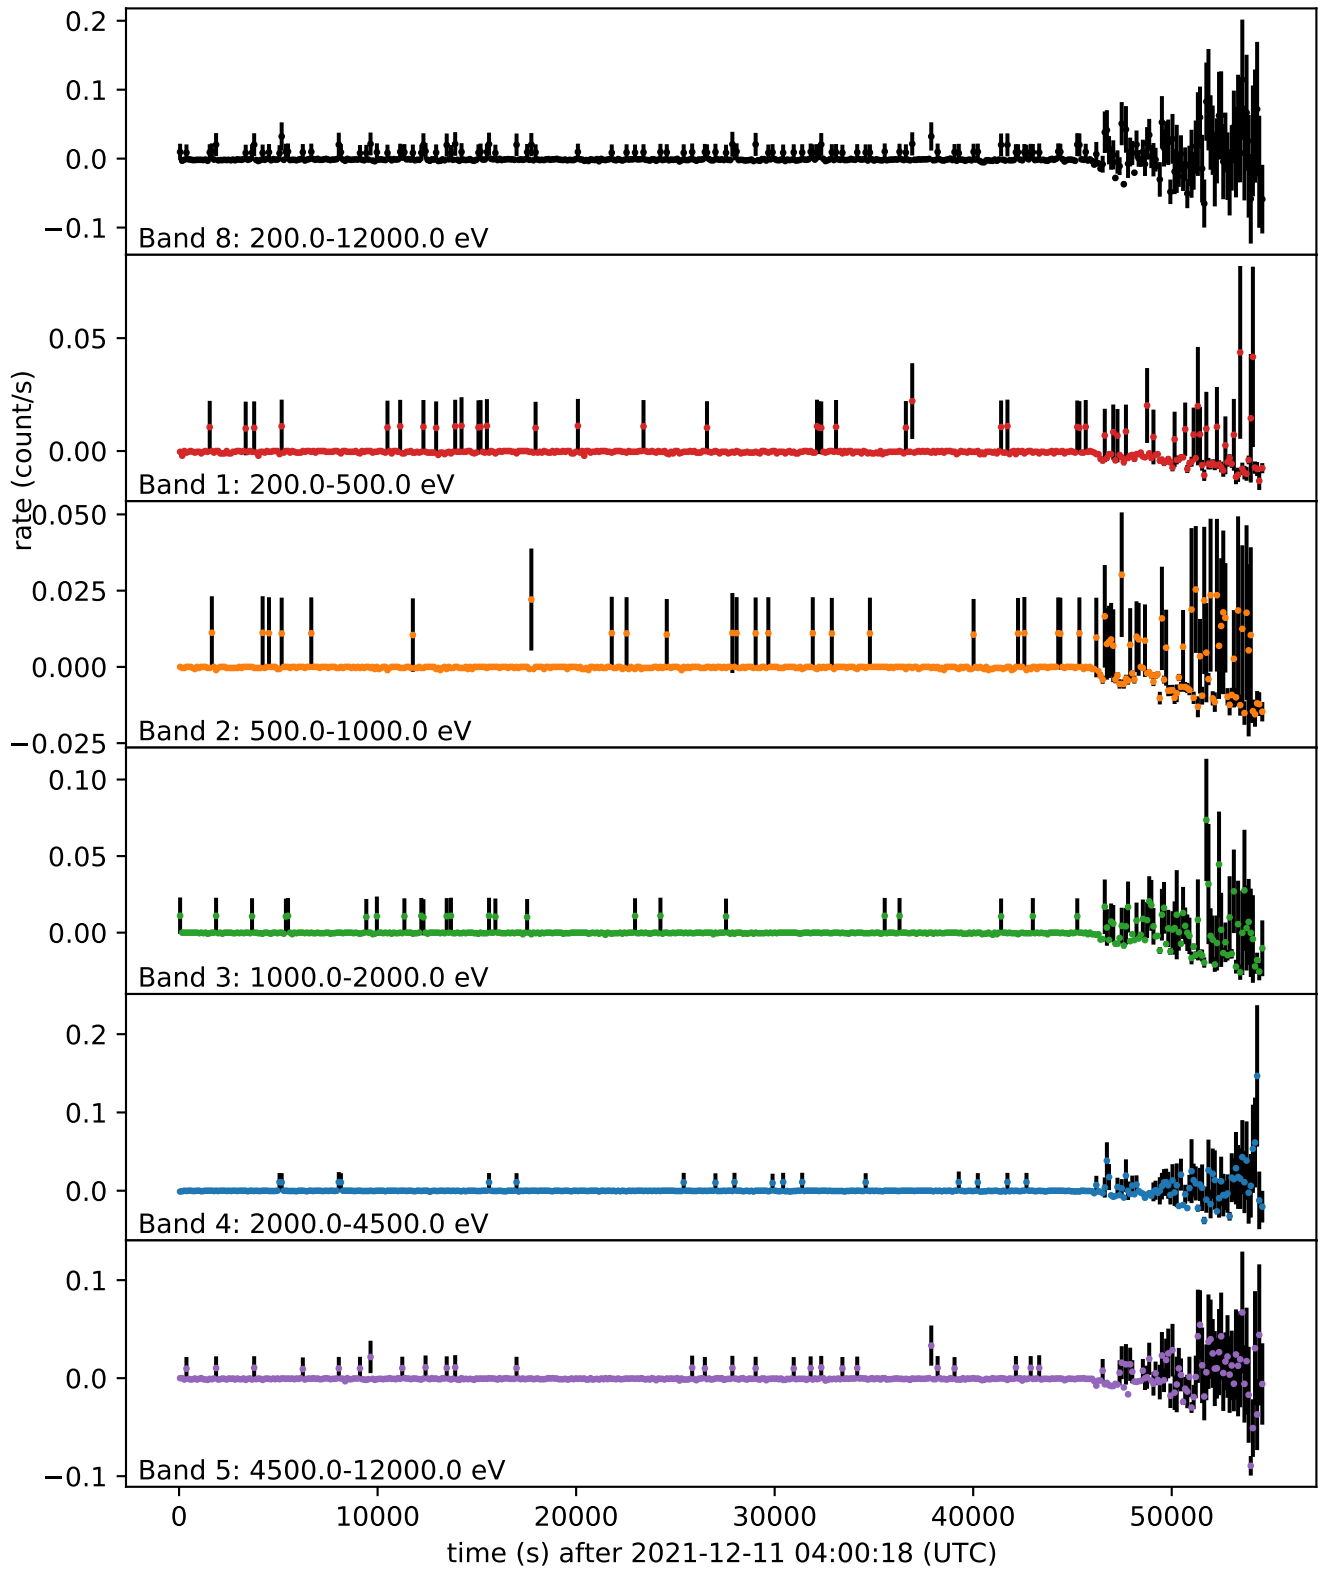 0.2
0.1
0.0
−0.1
Band 8: 200.0-12000.0 eV
0.05
0.00
Band 1: 200.0-500.0 eV
rate (count/s)
0.050
0.025
0.000
−0.025
Band 2: 500.0-1000.0 eV
0.10
0.05
0.00
Band 3: 1000.0-2000.0 eV
0.2
0.1
0.0
Band 4: 2000.0-4500.0 eV
0.1
0.0
−0.1
Band 5: 4500.0-12000.0 eV
0 10000 20000 30000 40000 50000
time (s) after 2021-12-11 04:00:18 (UTC)